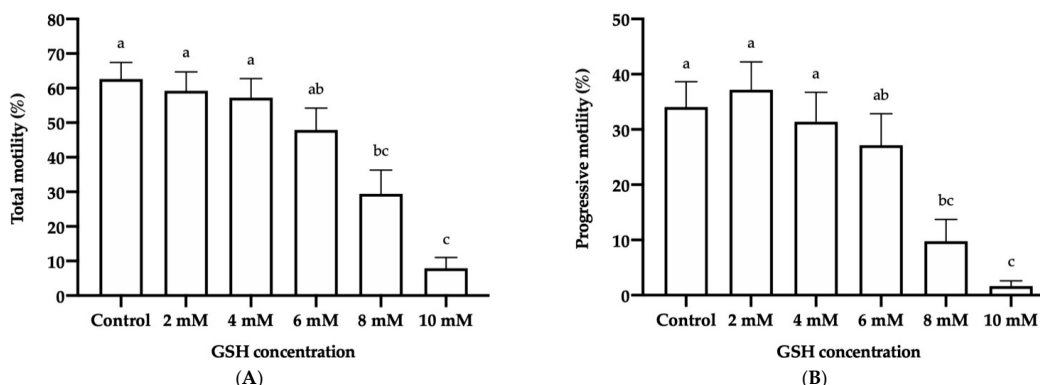 Total motility (%)
80
70
60
50
40
30
20
10
0
a
a
a
ab
bc
c
Control 2 mM 4 mM 6 mM 8 mM 10 mM
GSH concentration
(A)
Progressive motility (%)
50
40
30
20
10
0
a
a
a
ab
bc
c
Control 2 mM 4 mM 6 mM 8 mM 10 mM
GSH concentration
(B)